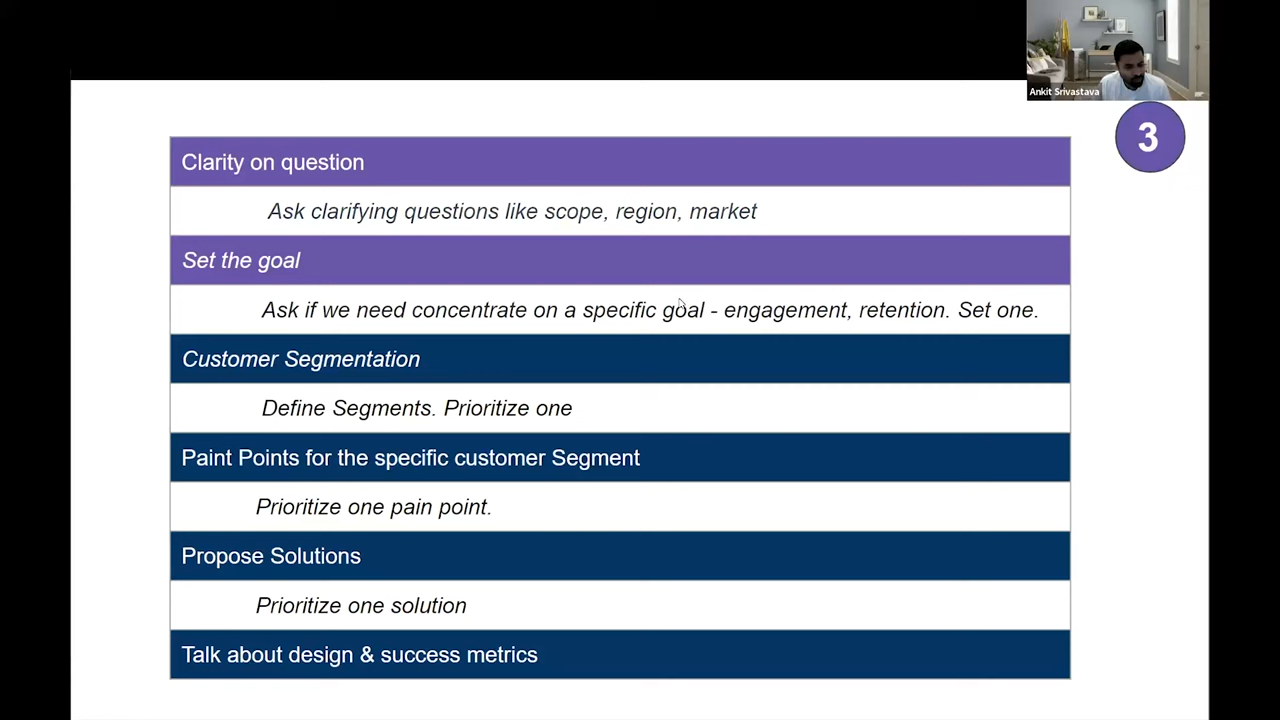 Ankit Srivastava
3
Clarity on question
Ask clarifying questions like scope, region, market
Set the goal
Ask if we need concentrate on a specific goal - engagement, retention. Set one.
Customer Segmentation
Define Segments. Prioritize one
Paint Points for the specific customer Segment
Prioritize one pain point.
Propose Solutions
Prioritize one solution
Talk about design & success metrics